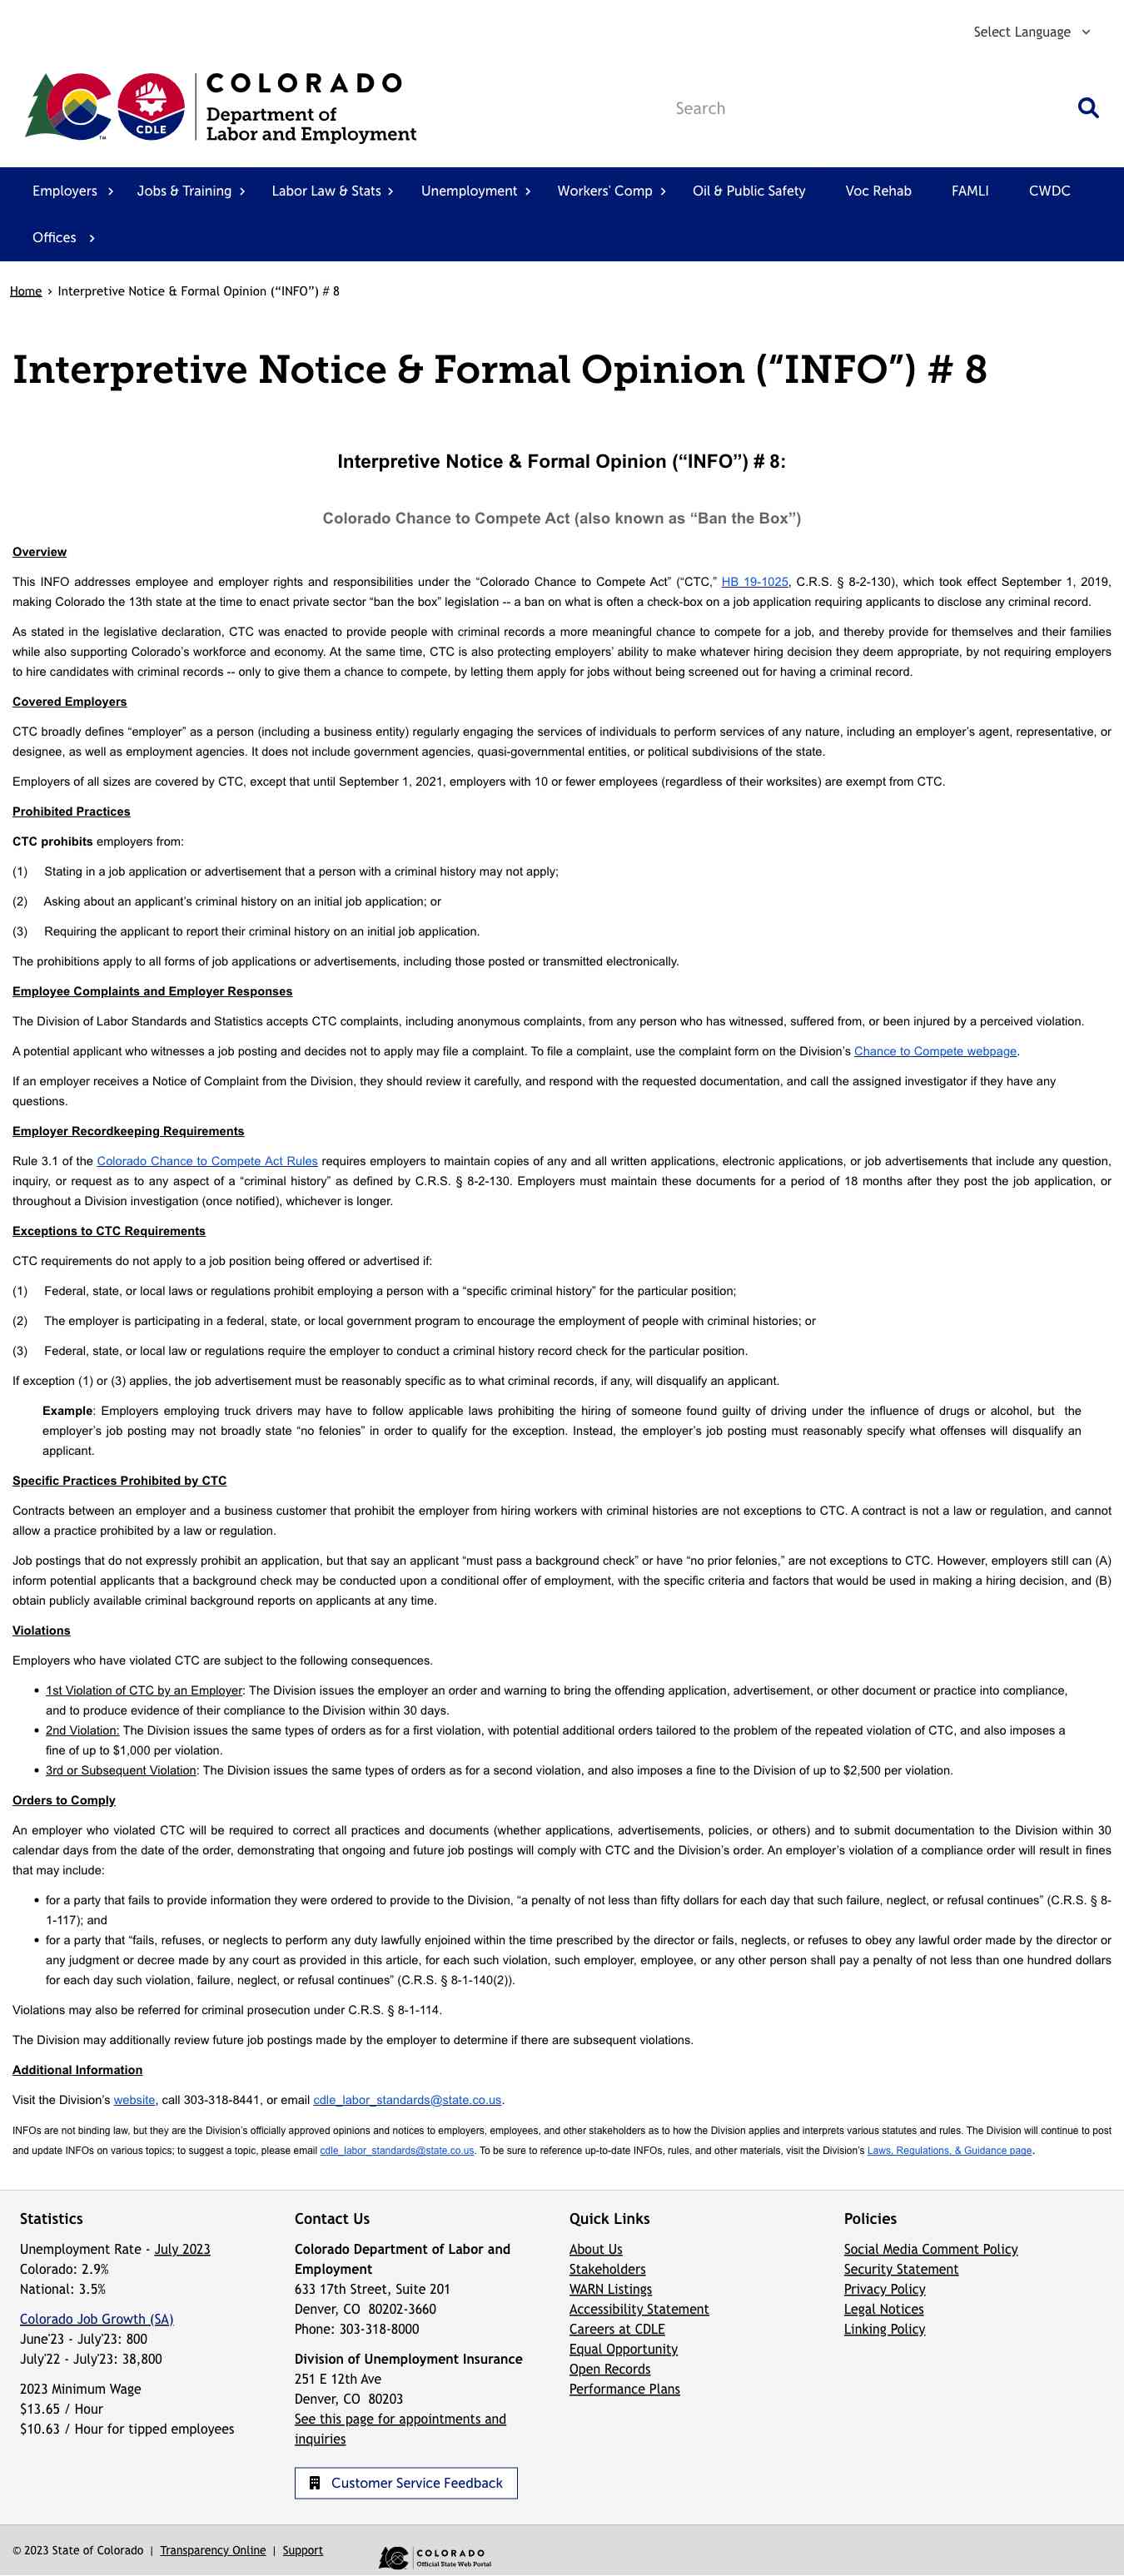 Select Language
COLORADO
Department of
Labor and Employment
CDLE
TM
Search
Employers Jobs & Training Labor Law & Stats Unemployment Workers' Comp Oil & Public Safety Voc Rehab FAMLI CWDC
Offices
Home › Interpretive Notice & Formal Opinion (“INFO”) # 8
Interpretive Notice & Formal Opinion (“INFO”) # 8
Interpretive Notice & Formal Opinion (“INFO”) # 8:
Colorado Chance to Compete Act (also known as “Ban the Box”)
Overview
This INFO addresses employee and employer rights and responsibilities under the “Colorado Chance to Compete Act” (“CTC,” HB 19-1025, C.R.S. § 8-2-130), which took effect September 1, 2019,
making Colorado the 13th state at the time to enact private sector “ban the box” legislation -- a ban on what is often a check-box on a job application requiring applicants to disclose any criminal record.
As stated in the legislative declaration, CTC was enacted to provide people with criminal records a more meaningful chance to compete for a job, and thereby provide for themselves and their families
while also supporting Colorado’s workforce and economy. At the same time, CTC is also protecting employers’ ability to make whatever hiring decision they deem appropriate, by not requiring employers
to hire candidates with criminal records -- only to give them a chance to compete, by letting them apply for jobs without being screened out for having a criminal record.
Covered Employers
CTC broadly defines “employer” as a person (including a business entity) regularly engaging the services of individuals to perform services of any nature, including an employer’s agent, representative, or
designee, as well as employment agencies. It does not include government agencies, quasi-governmental entities, or political subdivisions of the state.
Employers of all sizes are covered by CTC, except that until September 1, 2021, employers with 10 or fewer employees (regardless of their worksites) are exempt from CTC.
Prohibited Practices
CTC prohibits employers from:
(1) Stating in a job application or advertisement that a person with a criminal history may not apply;
(2) Asking about an applicant’s criminal history on an initial job application; or
(3) Requiring the applicant to report their criminal history on an initial job application.
The prohibitions apply to all forms of job applications or advertisements, including those posted or transmitted electronically.
Employee Complaints and Employer Responses
The Division of Labor Standards and Statistics accepts CTC complaints, including anonymous complaints, from any person who has witnessed, suffered from, or been injured by a perceived violation.
A potential applicant who witnesses a job posting and decides not to apply may file a complaint. To file a complaint, use the complaint form on the Division’s Chance to Compete webpage.
If an employer receives a Notice of Complaint from the Division, they should review it carefully, and respond with the requested documentation, and call the assigned investigator if they have any
questions.
Employer Recordkeeping Requirements
Rule 3.1 of the Colorado Chance to Compete Act Rules requires employers to maintain copies of any and all written applications, electronic applications, or job advertisements that include any question,
inquiry, or request as to any aspect of a “criminal history” as defined by C.R.S. § 8-2-130. Employers must maintain these documents for a period of 18 months after they post the job application, or
throughout a Division investigation (once notified), whichever is longer.
Exceptions to CTC Requirements
CTC requirements do not apply to a job position being offered or advertised if:
(1) Federal, state, or local laws or regulations prohibit employing a person with a “specific criminal history” for the particular position;
(2) The employer is participating in a federal, state, or local government program to encourage the employment of people with criminal histories; or
(3) Federal, state, or local law or regulations require the employer to conduct a criminal history record check for the particular position.
If exception (1) or (3) applies, the job advertisement must be reasonably specific as to what criminal records, if any, will disqualify an applicant.
Example: Employers employing truck drivers may have to follow applicable laws prohibiting the hiring of someone found guilty of driving under the influence of drugs or alcohol, but the
employer’s job posting may not broadly state “no felonies” in order to qualify for the exception. Instead, the employer’s job posting must reasonably specify what offenses will disqualify an
applicant.
Specific Practices Prohibited by CTC
Contracts between an employer and a business customer that prohibit the employer from hiring workers with criminal histories are not exceptions to CTC. A contract is not a law or regulation, and cannot
allow a practice prohibited by a law or regulation.
Job postings that do not expressly prohibit an application, but that say an applicant “must pass a background check” or have “no prior felonies,” are not exceptions to CTC. However, employers still can (A)
inform potential applicants that a background check may be conducted upon a conditional offer of employment, with the specific criteria and factors that would be used in making a hiring decision, and (B)
obtain publicly available criminal background reports on applicants at any time.
Violations
Employers who have violated CTC are subject to the following consequences.
• 1st Violation of CTC by an Employer: The Division issues the employer an order and warning to bring the offending application, advertisement, or other document or practice into compliance,
and to produce evidence of their compliance to the Division within 30 days.
• 2nd Violation: The Division issues the same types of orders as for a first violation, with potential additional orders tailored to the problem of the repeated violation of CTC, and also imposes a
fine of up to $1,000 per violation.
• 3rd or Subsequent Violation: The Division issues the same types of orders as for a second violation, and also imposes a fine to the Division of up to $2,500 per violation.
Orders to Comply
An employer who violated CTC will be required to correct all practices and documents (whether applications, advertisements, policies, or others) and to submit documentation to the Division within 30
calendar days from the date of the order, demonstrating that ongoing and future job postings will comply with CTC and the Division’s order. An employer’s violation of a compliance order will result in fines
that may include:
• for a party that fails to provide information they were ordered to provide to the Division, “a penalty of not less than fifty dollars for each day that such failure, neglect, or refusal continues” (C.R.S. § 8-
1-117); and
• for a party that “fails, refuses, or neglects to perform any duty lawfully enjoined within the time prescribed by the director or fails, neglects, or refuses to obey any lawful order made by the director or
any judgment or decree made by any court as provided in this article, for each such violation, such employer, employee, or any other person shall pay a penalty of not less than one hundred dollars
for each day such violation, failure, neglect, or refusal continues” (C.R.S. § 8-1-140(2)).
Violations may also be referred for criminal prosecution under C.R.S. § 8-1-114.
The Division may additionally review future job postings made by the employer to determine if there are subsequent violations.
Additional Information
Visit the Division’s website, call 303-318-8441, or email cdle_labor_standards@state.co.us.
INFOs are not binding law, but they are the Division’s officially approved opinions and notices to employers, employees, and other stakeholders as to how the Division applies and interprets various statutes and rules. The Division will continue to post
and update INFOs on various topics; to suggest a topic, please email cdle_labor_standards@state.co.us. To be sure to reference up-to-date INFOs, rules, and other materials, visit the Division’s Laws, Regulations, & Guidance page.
Statistics
Unemployment Rate - July 2023
Colorado: 2.9%
National: 3.5%
Colorado Job Growth (SA)
June'23 - July'23: 800
July'22 - July'23: 38,800
2023 Minimum Wage
$13.65 / Hour
$10.63 / Hour for tipped employees
Contact Us
Colorado Department of Labor and
Employment
633 17th Street, Suite 201
Denver, CO 80202-3660
Phone: 303-318-8000
Division of Unemployment Insurance
251 E 12th Ave
Denver, CO 80203
See this page for appointments and
inquiries
Customer Service Feedback
Quick Links
About Us
Stakeholders
WARN Listings
Accessibility Statement
Careers at CDLE
Equal Opportunity
Open Records
Performance Plans
Policies
Social Media Comment Policy
Security Statement
Privacy Policy
Legal Notices
Linking Policy
© 2023 State of Colorado | Transparency Online | Support
COLORADO
Official State Web Portal